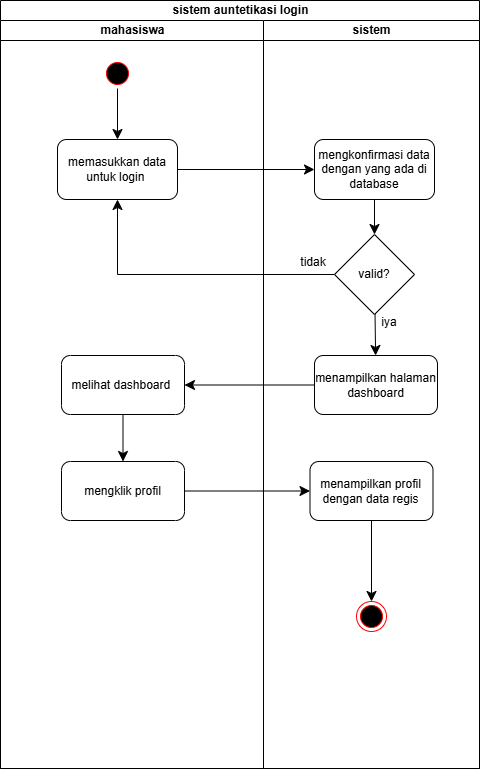 sistem auntetikasi login
mahasiswa
sistem
memasukkan data
untuk login
mengkonfirmasi data
dengan yang ada di
database
tidak
valid?
iya
melihat dashboard
menampilkan halaman
dashboard
mengklik profil
menampilkan profil
dengan data regis